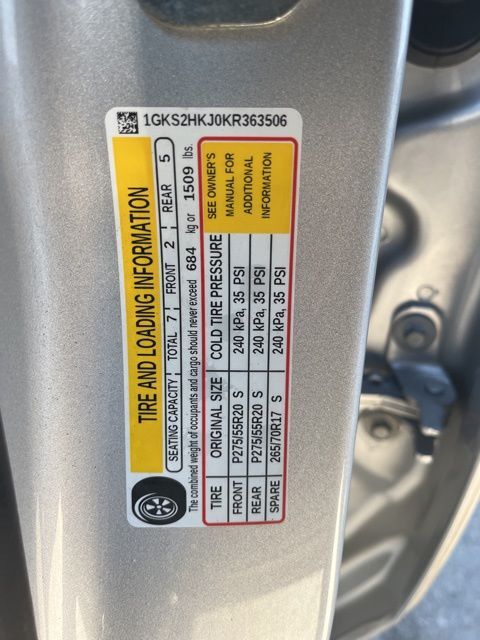 1GKS2HKJ0KR363506
TIRE AND LOADING INFORMATION
SEATING CAPACITY TOTAL 7 FRONT 2 REAR 5
The combined weight of occupants and cargo should never exceed 684 kg or 1509 lbs.
TIRE ORIGINAL SIZE COLD TIRE PRESSURE
FRONT P275/55R20 S 240 kPa, 35 PSI
REAR P275/55R20 S 240 kPa, 35 PSI
SPARE 265/70R17 S 240 kPa, 35 PSI
SEE OWNER'S
MANUAL FOR
ADDITIONAL
INFORMATION